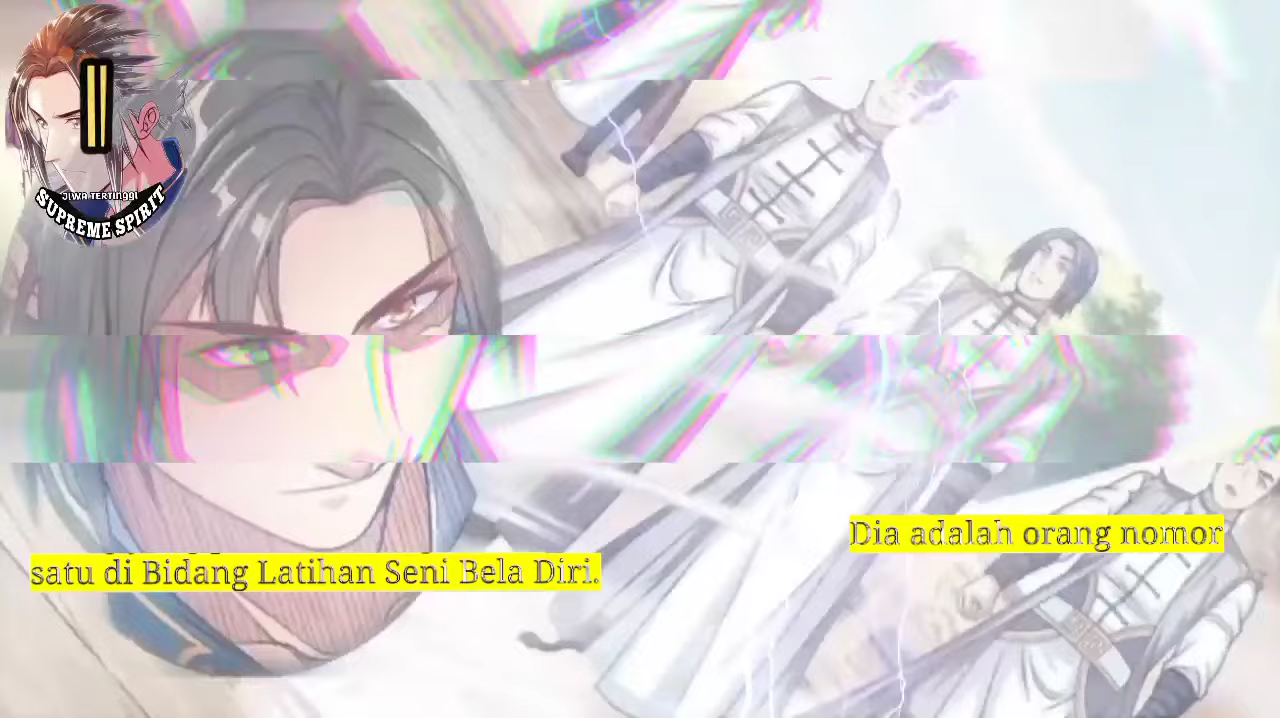 JIWA TERTINGGI
SUPREME SPIRIT
Dia adalah orang nomor
satu di Bidang Latihan Seni Bela Diri.